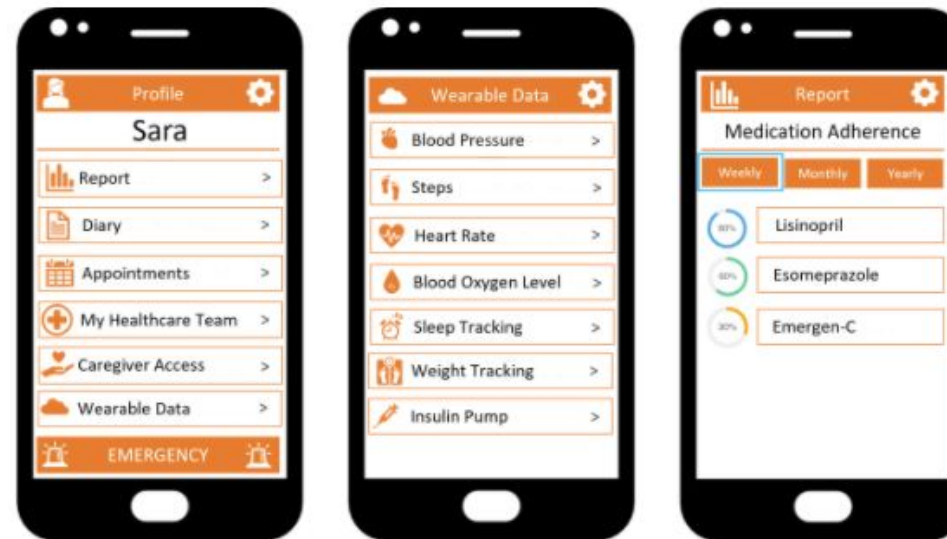 Profile
Sara
Report >
Diary >
Appointments >
My Healthcare Team >
Caregiver Access >
Wearable Data >
EMERGENCY
Wearable Data
Blood Pressure >
Steps >
Heart Rate >
Blood Oxygen Level >
Sleep Tracking >
Weight Tracking >
Insulin Pump >
Report
Medication Adherence
Weekly Monthly Yearly
Lisinopril
60% Esomeprazole
30% Emergen-C